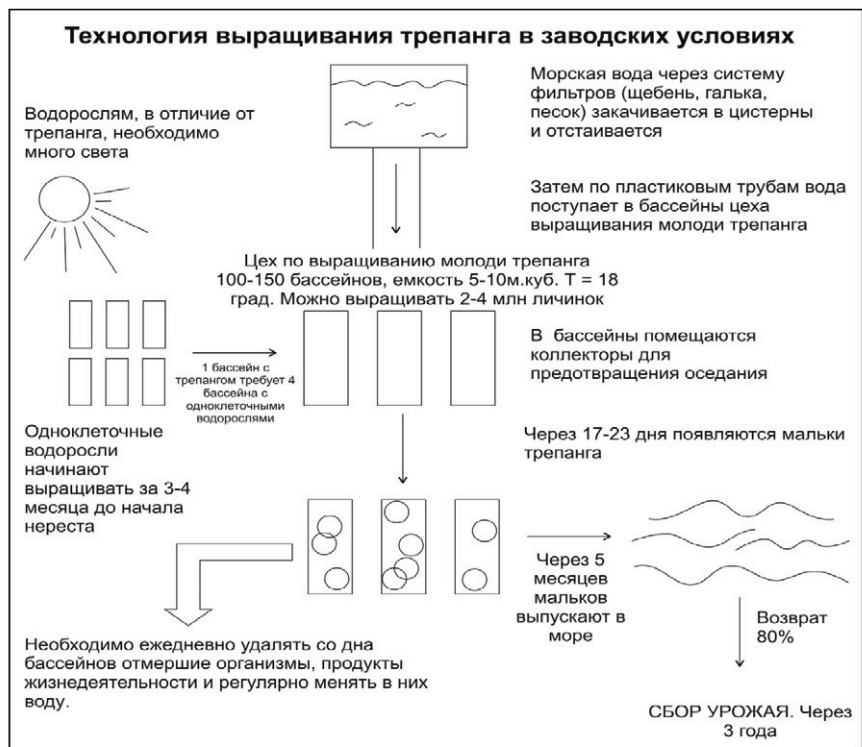 Технология выращивания трепанга в заводских условиях
Водорослям, в отличие от
трепанга, необходимо
много света
Морская вода через систему
фильтров (щебень, галька,
песок) закачивается в цистерны
и отстаивается
Затем по пластиковым трубам вода
поступает в бассейны цеха
выращивания молоди трепанга
Цех по выращиванию молоди трепанга
100-150 бассейнов, емкость 5-10м.куб. Т = 18
град. Можно выращивать 2-4 млн личинок
1 бассейн с
трепангом требует 4
бассейна с
одноклеточными
водорослями
В бассейны помещаются
коллекторы для
предотвращения оседания
Одноклеточные
водоросли
начинают
выращивать за 3-4
месяца до начала
нереста
Через 17-23 дня появляются мальки
трепанга
Через 5
месяцев
мальков
выпускают в
море
Возврат
80%
Необходимо ежедневно удалять со дна
бассейнов отмершие организмы, продукты
жизнедеятельности и регулярно менять в них
воду.
СБОР УРОЖАЯ. Через
3 года